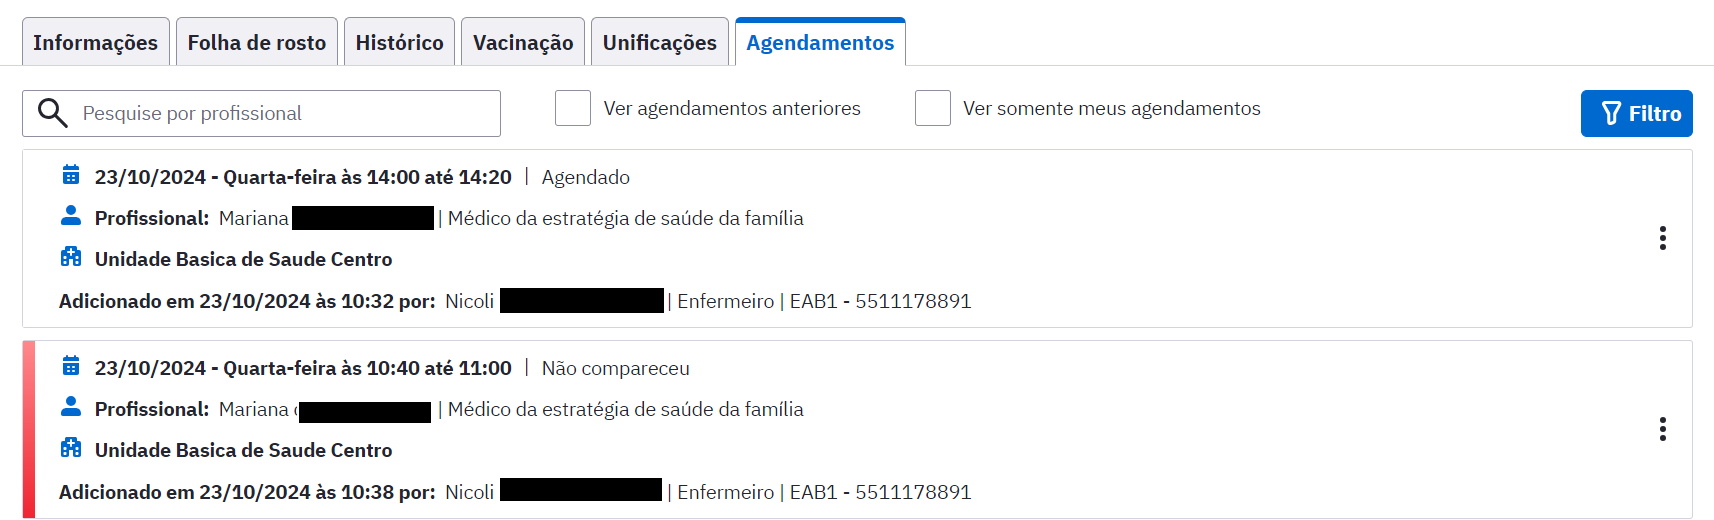 Informações Folha de rosto Histórico Vacinação Unificações Agendamentos
Pesquise por profissional Ver agendamentos anteriores Ver somente meus agendamentos Filtro
23/10/2024 - Quarta-feira às 14:00 até 14:20 | Agendado
Profissional: Mariana | Médico da estratégia de saúde da família
Unidade Basica de Saude Centro
Adicionado em 23/10/2024 às 10:32 por: Nicoli | Enfermeiro | EAB1 - 5511178891
23/10/2024 - Quarta-feira às 10:40 até 11:00 | Não compareceu
Profissional: Mariana | Médico da estratégia de saúde da família
Unidade Basica de Saude Centro
Adicionado em 23/10/2024 às 10:38 por: Nicoli | Enfermeiro | EAB1 - 5511178891